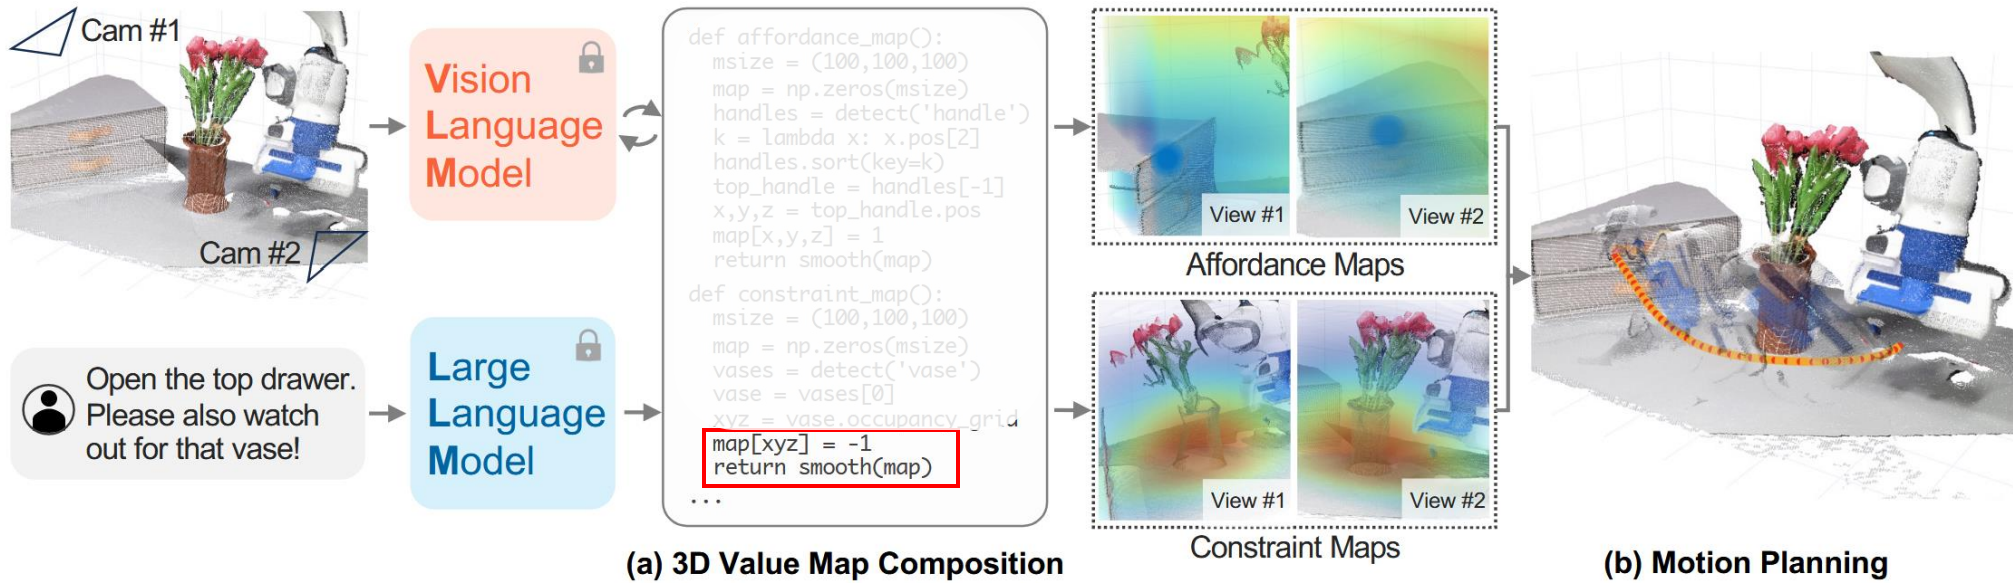 Cam #1
Cam #2
Open the top drawer.
Please also watch
out for that vase!
Vision
Language
Model
Large
Language
Model
def affordance_map():
msize = (100,100,100)
map = np.zeros(msize)
handles = detect('handle')
k = lambda x: x.pos[2]
handles.sort(key=k)
top_handle = handles[-1]
x,y,z = top_handle.pos
map[x,y,z] = 1
return smooth(map)
def constraint_map():
msize = (100,100,100)
map = np.zeros(msize)
vases = detect('vase')
vase = vases[0]
xyz = vase.occupancy_grid
map[xyz] = -1
return smooth(map)
...
View #1
View #2
Affordance Maps
View #1
View #2
Constraint Maps
(a) 3D Value Map Composition
(b) Motion Planning